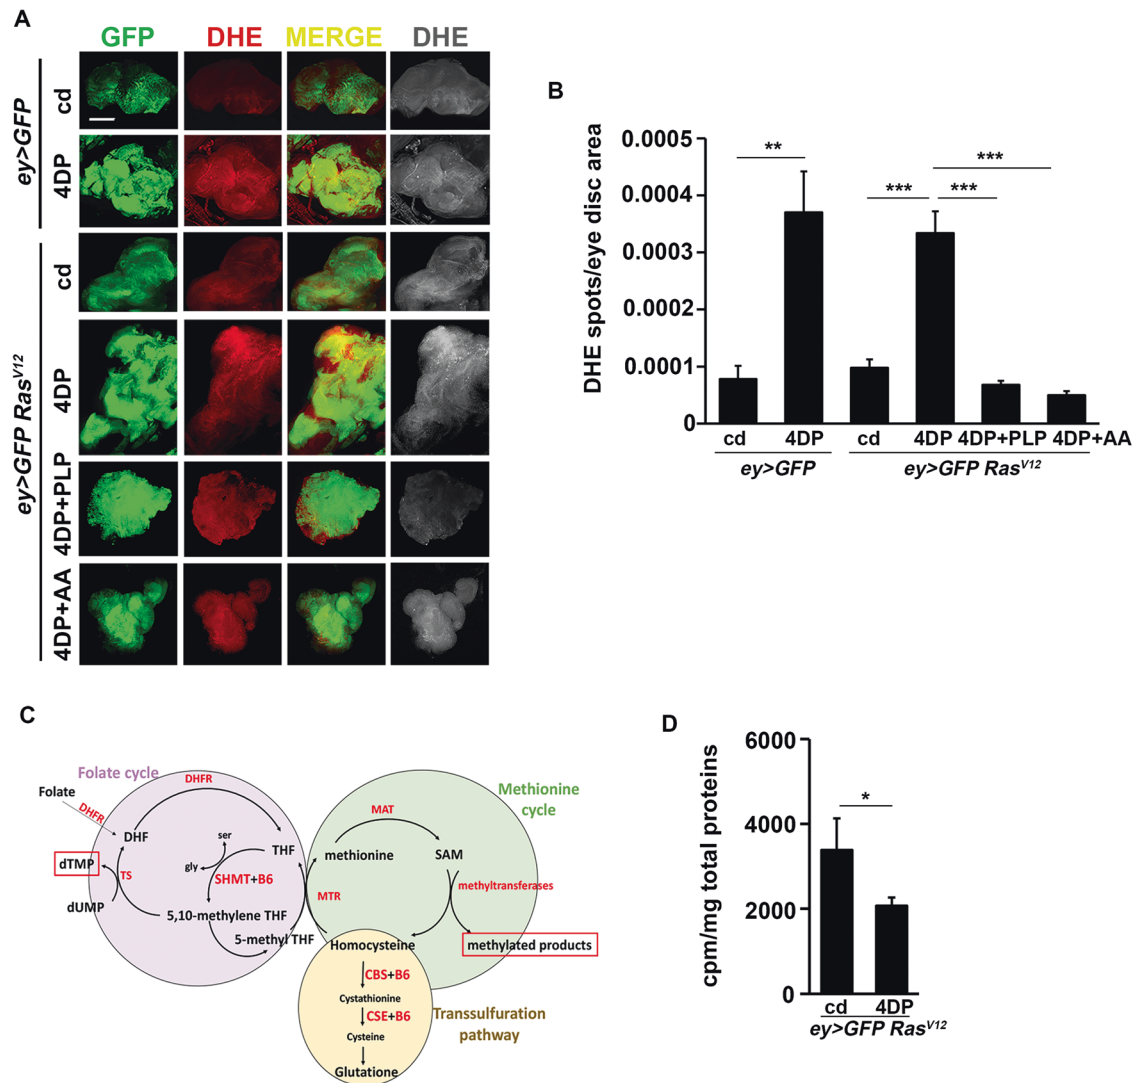 A
GFP DHE MERGE DHE
ey>GFP
cd
4DP
ey>GFP RasV12
cd
4DP
4DP+PLP
4DP+AA
B
DHE spots/eye disc area
0.0005
0.0004
0.0003
0.0002
0.0001
0
**
***
*** ***
cd 4DP cd 4DP 4DP+PLP 4DP+AA
ey>GFP ey>GFP RasV12
C
Folate cycle
Methionine
cycle
Transsulfuration
pathway
Folate
DHFR
DHFR
DHF
THF
ser
gly
SHMT+B6
dTMP
TS
dUMP
5,10-methylene THF
5-methyl THF
MTR
methionine
MAT
SAM
methyltransferases
methylated products
Homocysteine
CBS+B6
Cystathionine
CSE+B6
Cysteine
Glutatione
D
cpm/mg total proteins
6000
4000
2000
0
*
cd 4DP
ey>GFP RasV12